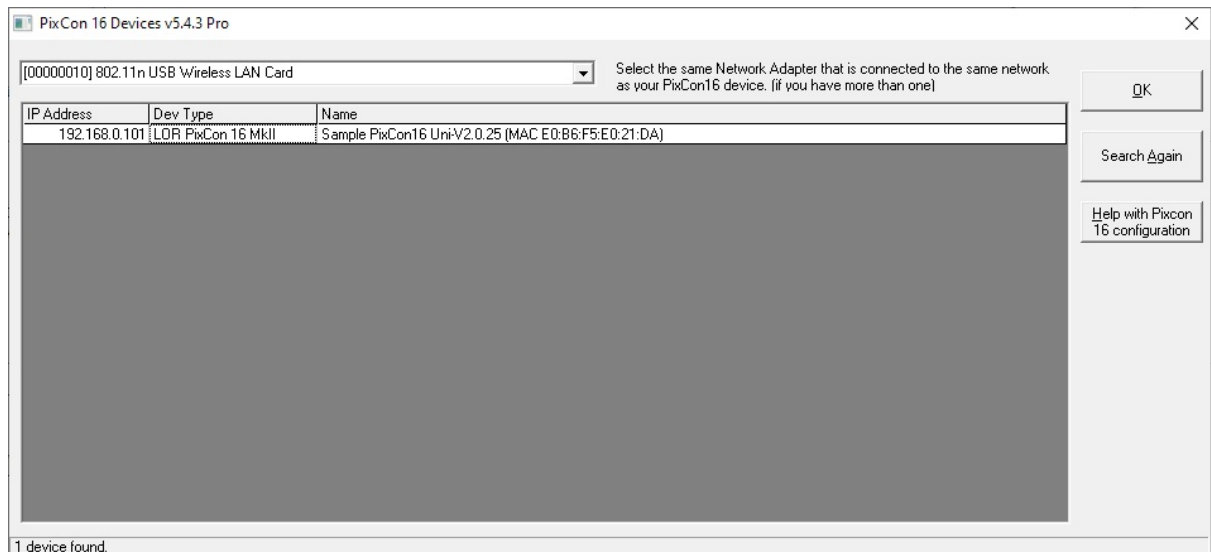 PixCon 16 Devices v5.4.3 Pro
[00000010] 802.11n USB Wireless LAN Card
Select the same Network Adapter that is connected to the same network
as your PixCon16 device. (if you have more than one)
OK
IP Address Dev Type Name
192.168.0.101 LOR PixCon 16 MkII Sample PixCon16 Uni-V2.0.25 (MAC E0:B6:F5:E0:21:DA)
Search Again
Help with Pixcon
16 configuration
1 device found.